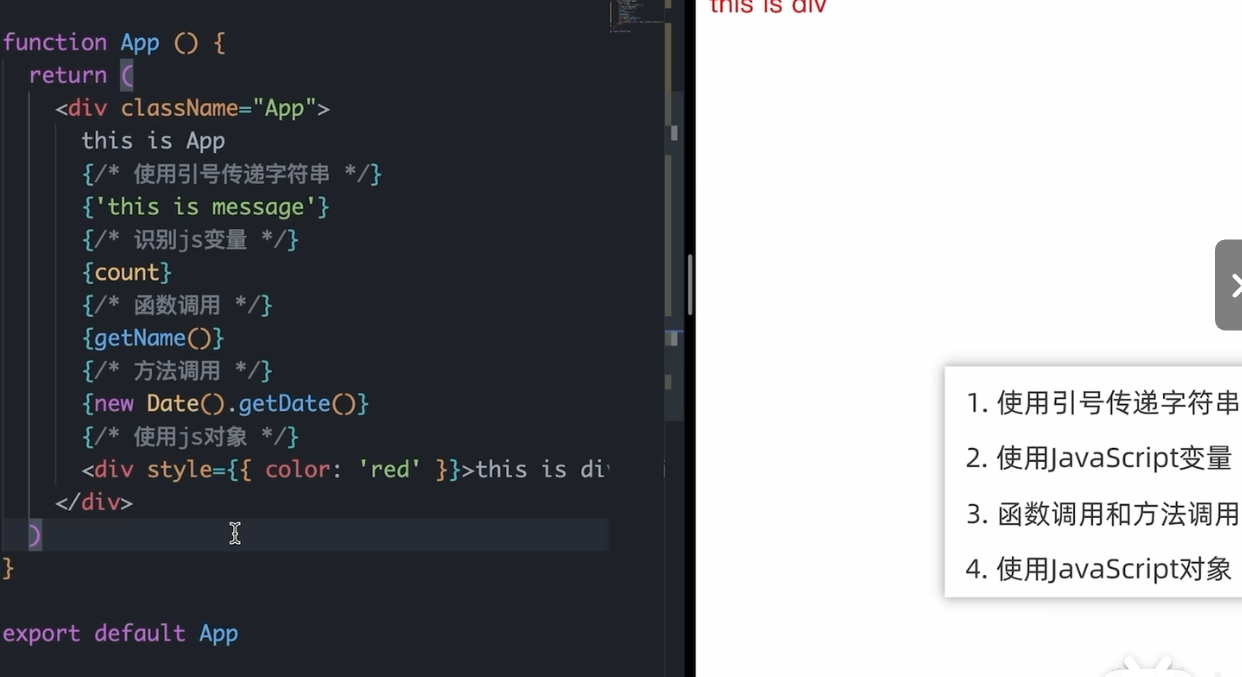 function App () {
return (
<div className="App">
this is App
{/* 使用引号传递字符串 */}
{'this is message'}
{/* 识别js变量 */}
{count}
{/* 函数调用 */}
{getName()}
{/* 方法调用 */}
{new Date().getDate()}
{/* 使用js对象 */}
<div style={{ color: 'red' }}>this is div
</div>
)
}
export default App
this is div
1. 使用引号传递字符串
2. 使用JavaScript变量
3. 函数调用和方法调用
4. 使用JavaScript对象